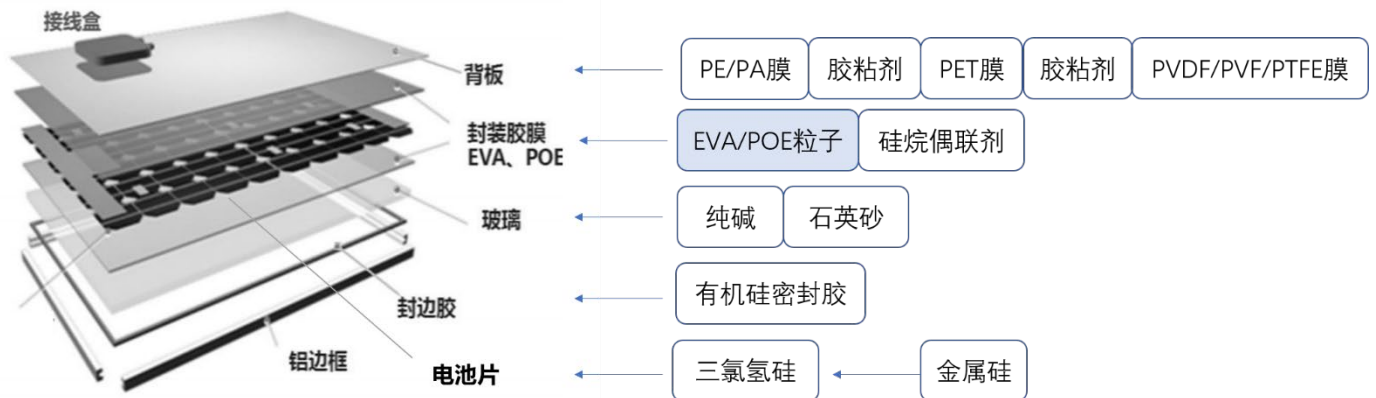 接线盒
背板
PE/PA膜 胶粘剂 PET膜 胶粘剂 PVDF/PVF/PTFE膜
封装胶膜
EVA、POE
EVA/POE粒子 硅烷偶联剂
玻璃
纯碱 石英砂
封边胶
有机硅密封胶
铝边框
电池片
三氯氢硅 金属硅